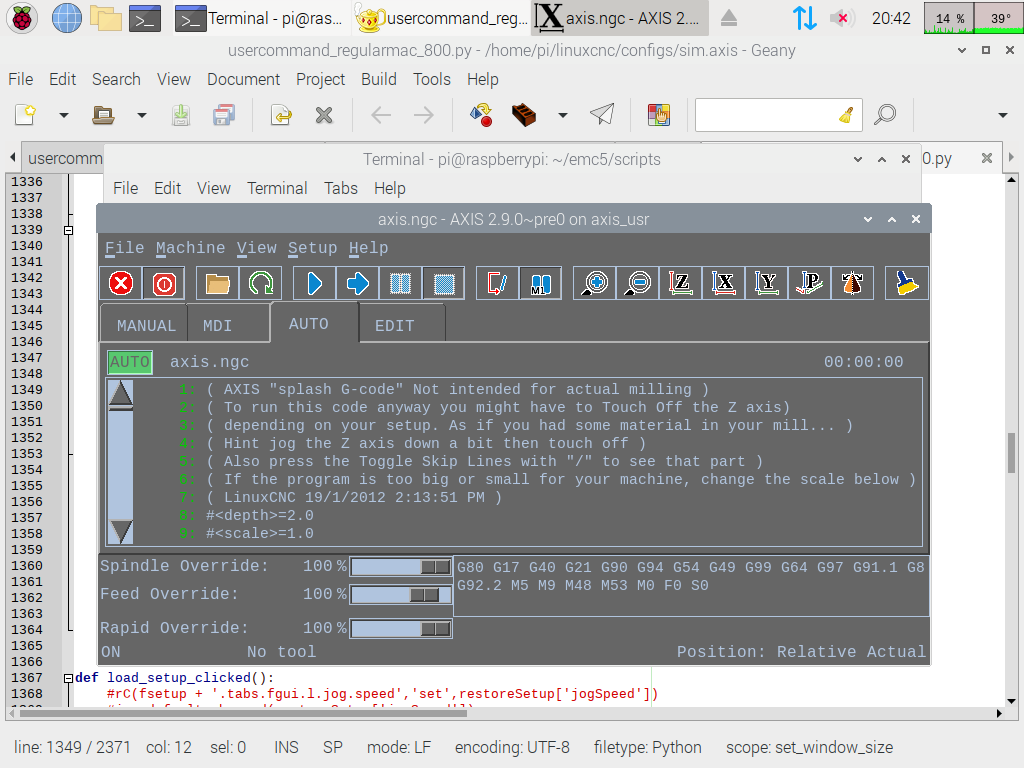 Terminal - pi@ras...
usercommand_reg...
axis.ngc - AXIS 2....
20:42
14 %
39°
usercommand_regularmac_800.py - /home/pi/linuxcnc/configs/sim.axis - Geany
File Edit Search View Document Project Build Tools Help
usercomm
0.py
Terminal - pi@raspberrypi: ~/emc5/scripts
File Edit View Terminal Tabs Help
axis.ngc - AXIS 2.9.0~pre0 on axis_usr
File Machine View Setup Help
M1
Z X Y P
MANUAL MDI AUTO EDIT
AUTO axis.ngc 00:00:00
1: ( AXIS "splash G-code" Not intended for actual milling )
2: ( To run this code anyway you might have to Touch Off the Z axis)
3: ( depending on your setup. As if you had some material in your mill... )
4: ( Hint jog the Z axis down a bit then touch off )
5: ( Also press the Toggle Skip Lines with "/" to see that part )
6: ( If the program is too big or small for your machine, change the scale below )
7: ( LinuxCNC 19/1/2012 2:13:51 PM )
8: #<depth>=2.0
9: #<scale>=1.0
Spindle Override: 100 %
Feed Override: 100 %
Rapid Override: 100 %
G80 G17 G40 G21 G90 G94 G54 G49 G99 G64 G97 G91.1 G8
G92.2 M5 M9 M48 M53 M0 F0 S0
ON No tool Position: Relative Actual
1336
1337
1338
1339
1340
1341
1342
1343
1344
1345
1346
1347
1348
1349
1350
1351
1352
1353
1354
1355
1356
1357
1358
1359
1360
1361
1362
1363
1364
1365
1366
1367 def load_setup_clicked():
1368 #rC(fsetup + '.tabs.fgui.l.jog.speed','set',restoreSetup['jogSpeed'])
line: 1349 / 2371 col: 12 sel: 0 INS SP mode: LF encoding: UTF-8 filetype: Python scope: set_window_size